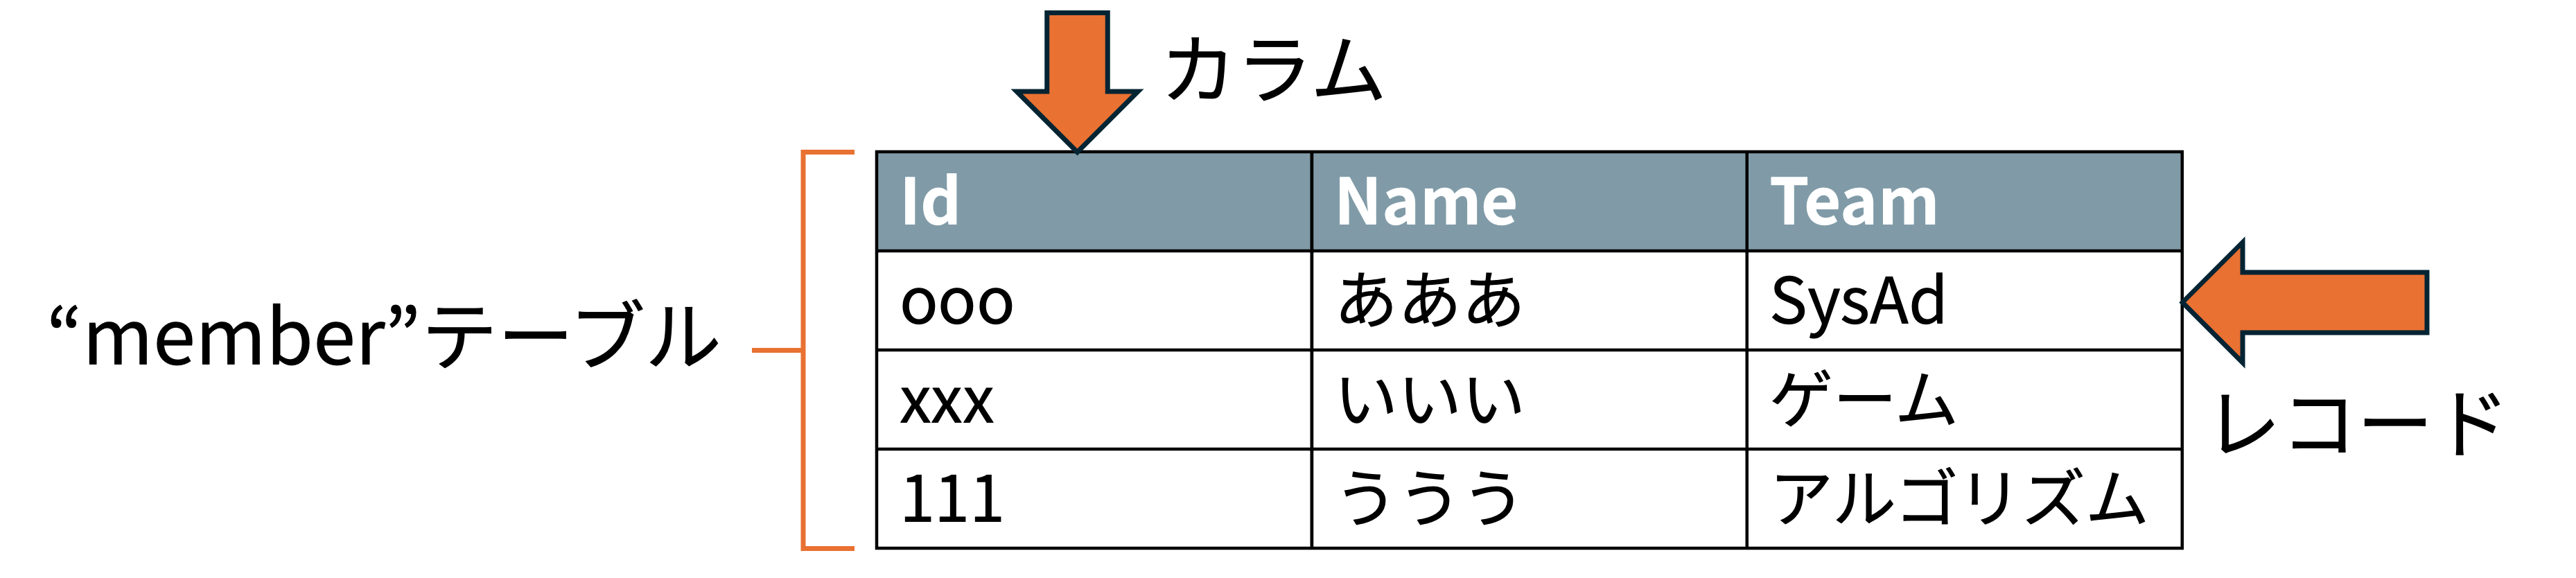 カラム
Id Name Team
ooo あああ SysAd
“member”テーブル
xxx いいい ゲーム
レコード
111 ううう アルゴリズム